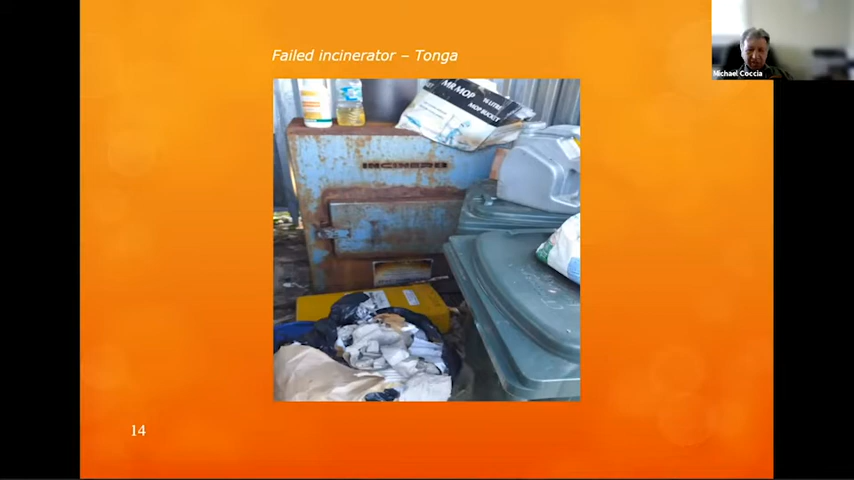 Failed incinerator – Tonga
Michael Coccia
MR MOP
MOP BUCKET
14